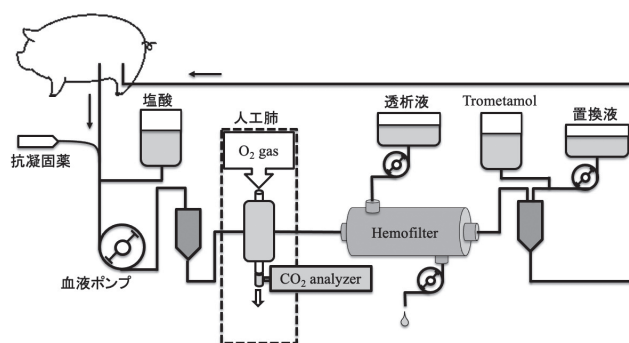 塩酸
人工肺
透析液
Trometamol
置換液
抗凝固薬
O₂ gas
Hemofilter
血液ポンプ
CO₂ analyzer